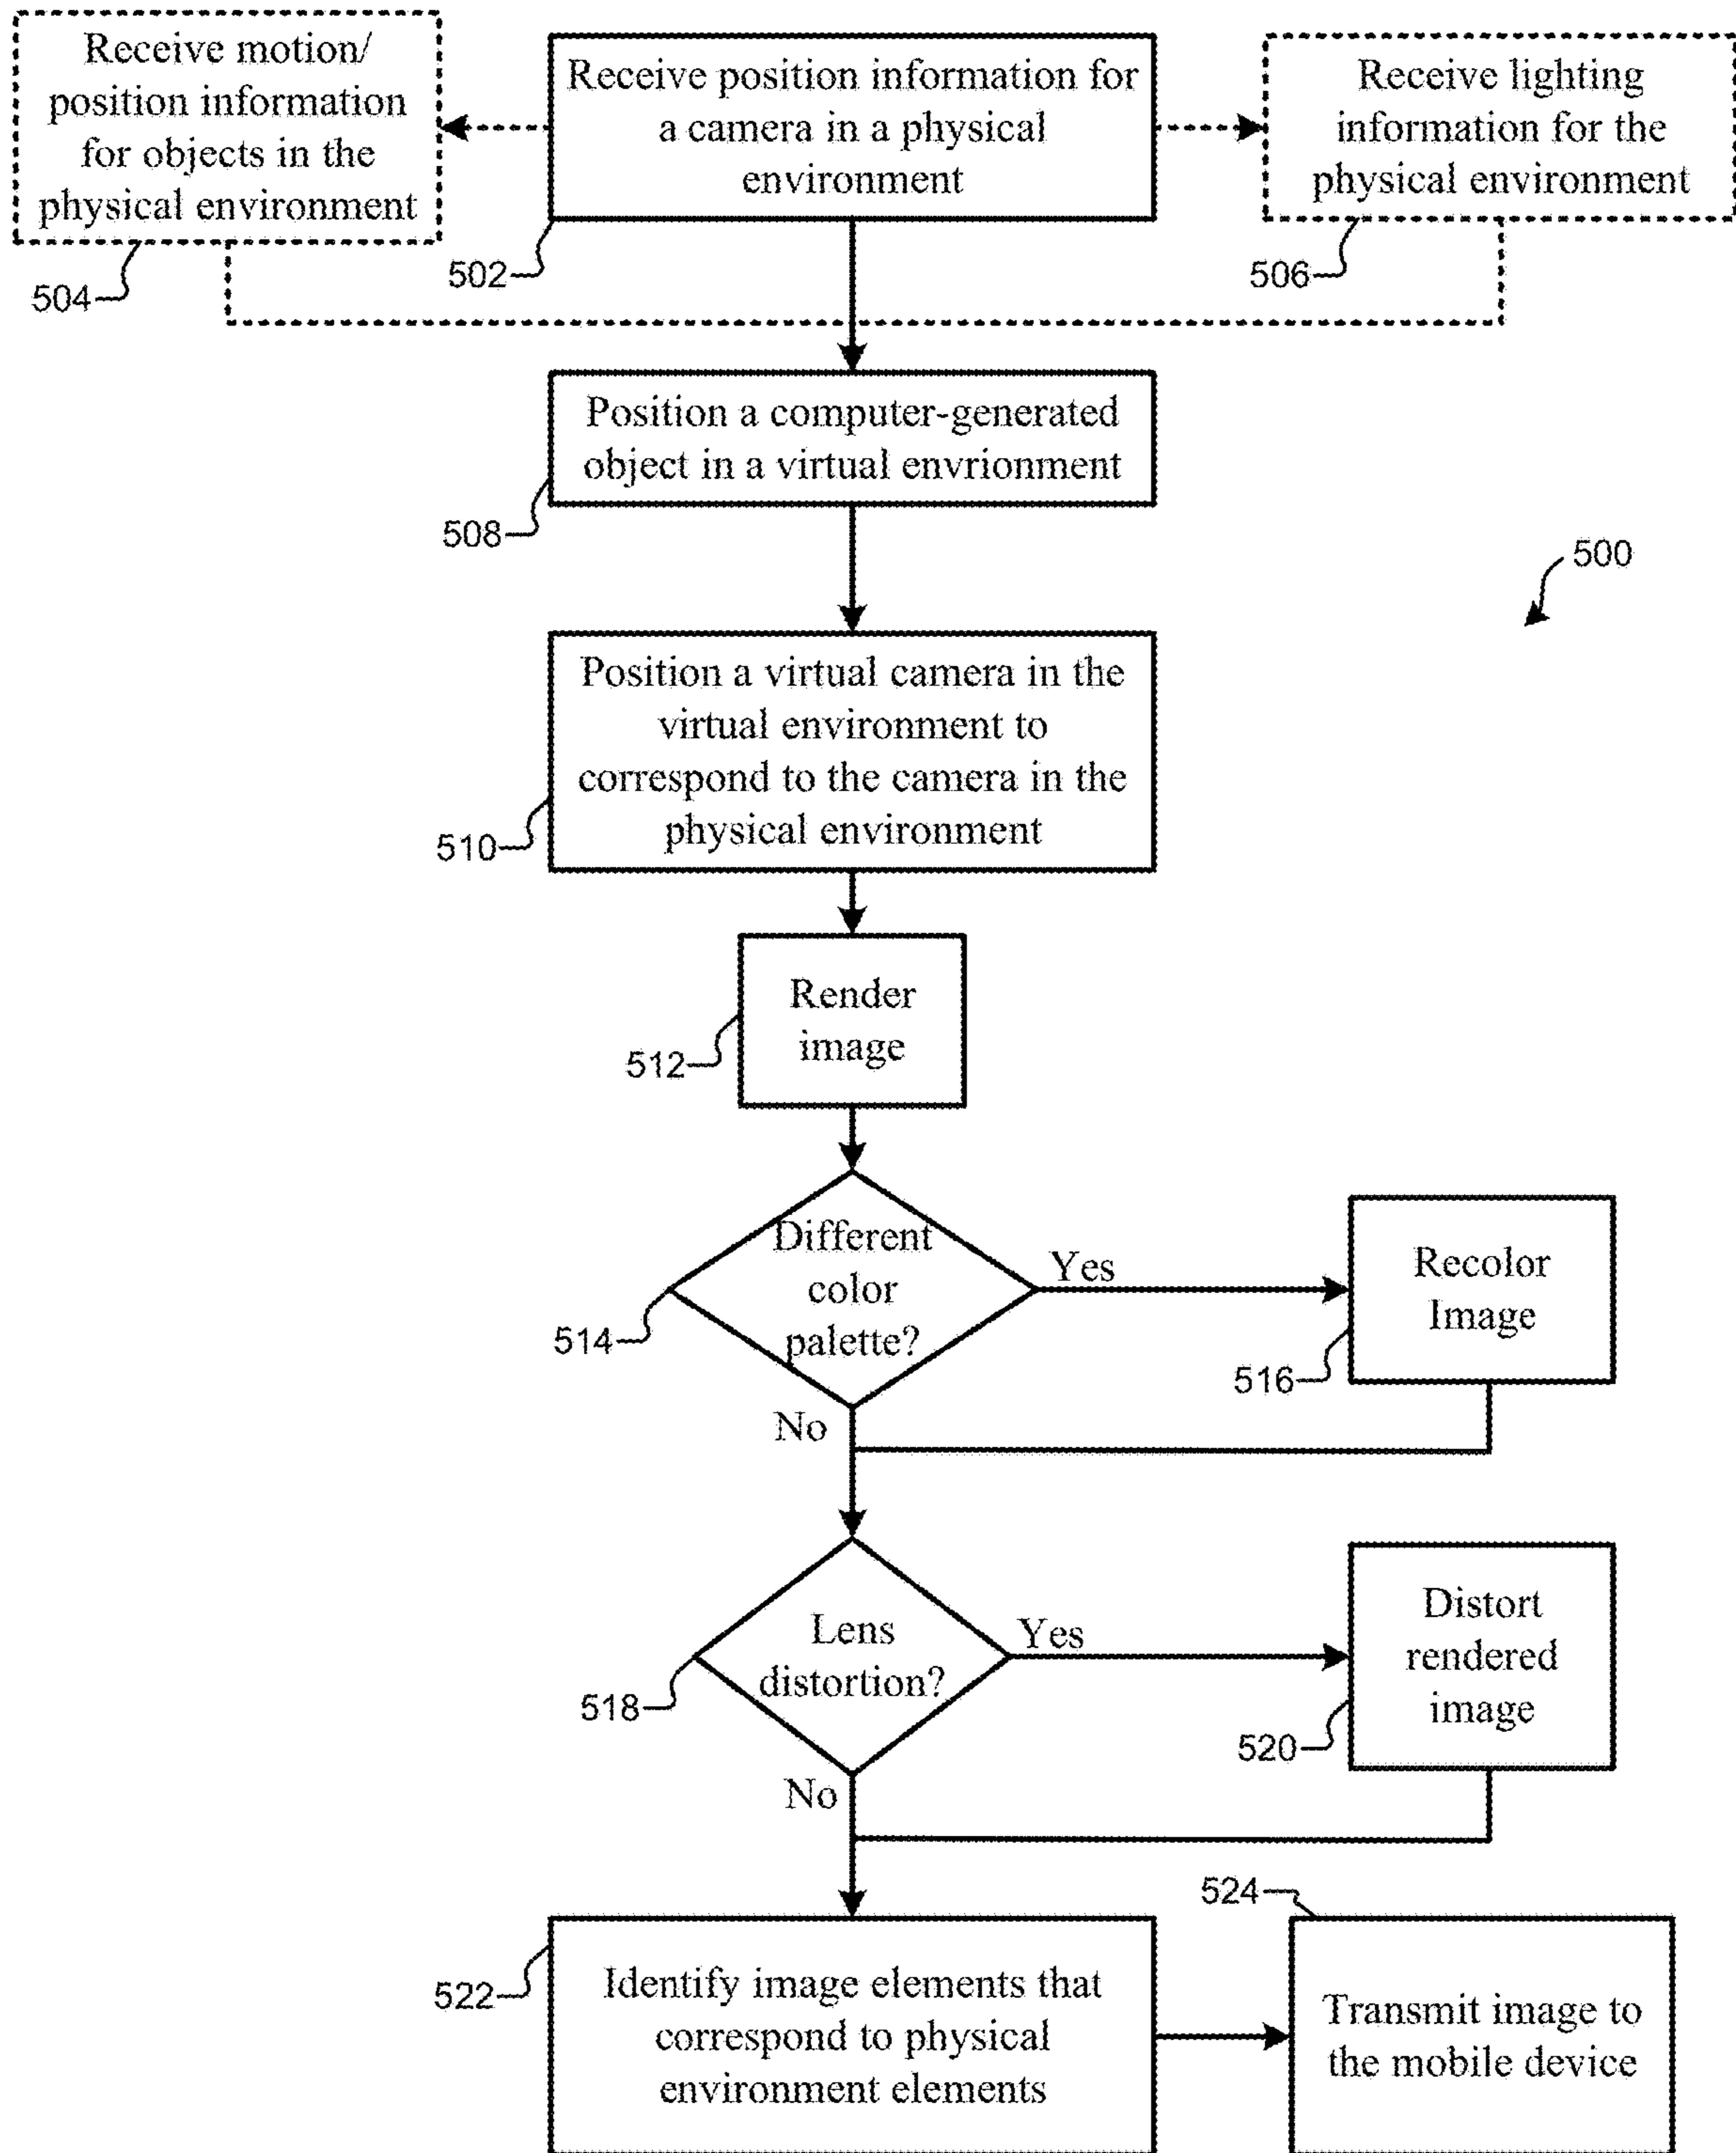 Receive motion/
position information
for objects in the
physical environment
504
Receive position information for
a camera in a physical
environment
502
Receive lighting
information for the
physical environment
506
Position a computer-generated
object in a virtual envrionment
508
500
Position a virtual camera in the
virtual environment to
correspond to the camera in the
physical environment
510
Render
image
512
Different
color
palette?
514
Yes
Recolor
Image
516
No
Lens
distortion?
518
Yes
Distort
rendered
image
520
No
Identify image elements that
correspond to physical
environment elements
522
524
Transmit image to
the mobile device